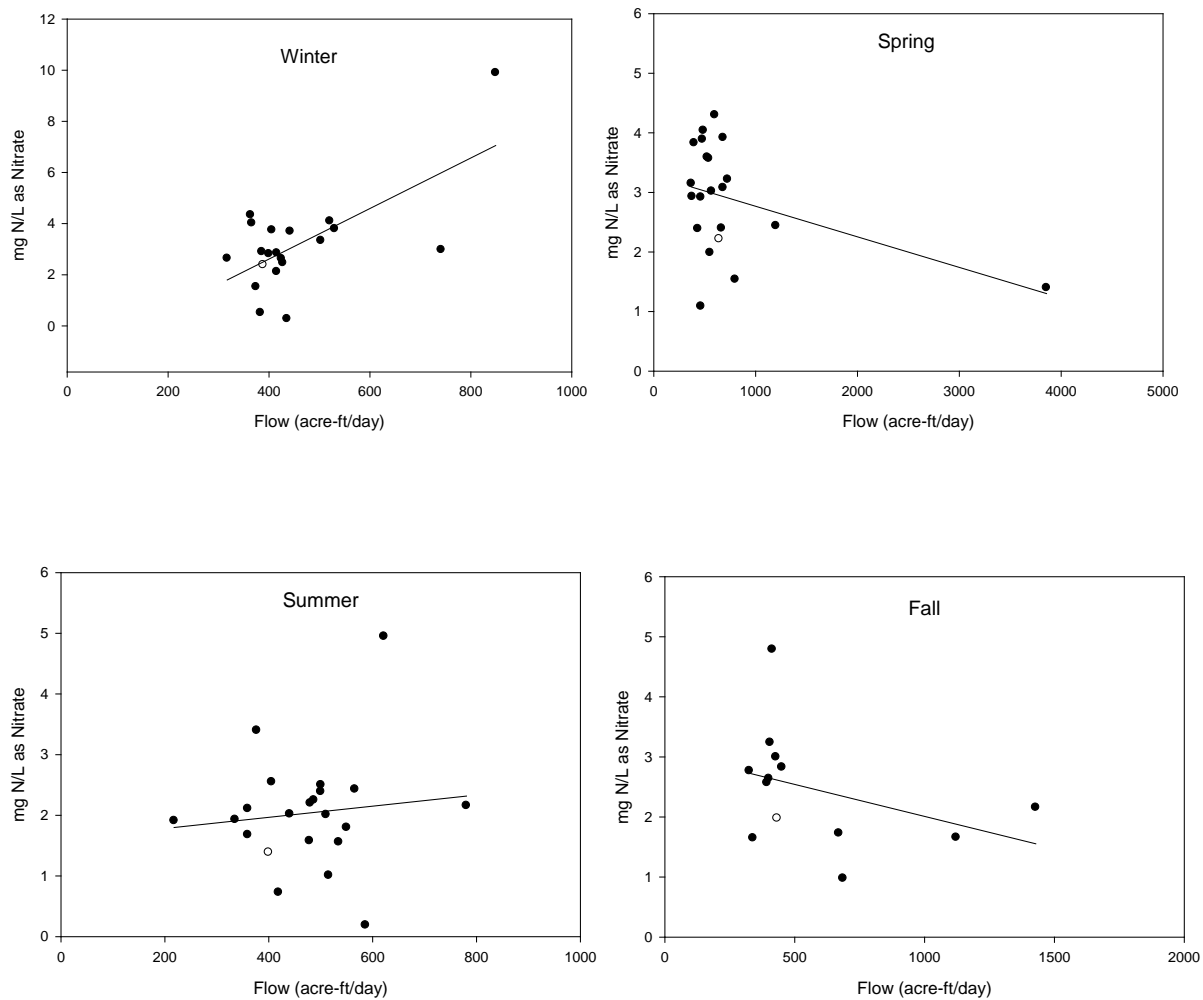 Winter
mg N/L as Nitrate
12
10
8
6
4
2
0
0 200 400 600 800 1000
Flow (acre-ft/day)
Spring
mg N/L as Nitrate
6
5
4
3
2
1
0
0 1000 2000 3000 4000 5000
Flow (acre-ft/day)
Summer
mg N/L as Nitrate
6
5
4
3
2
1
0
0 200 400 600 800 1000
Flow (acre-ft/day)
Fall
mg N/L as Nitrate
6
5
4
3
2
1
0
0 500 1000 1500 2000
Flow (acre-ft/day)